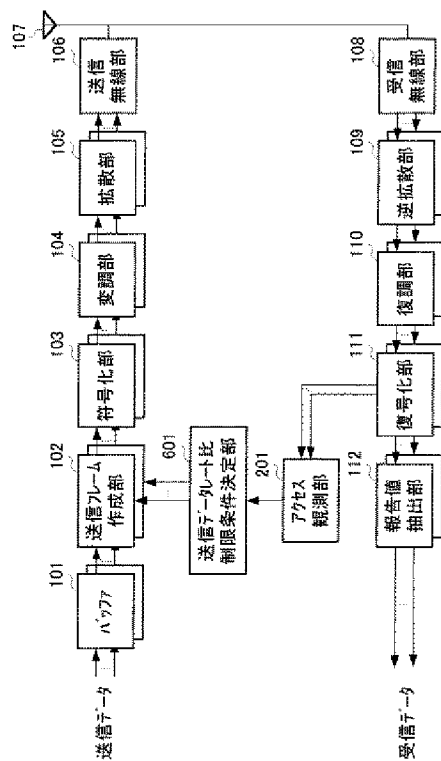 送信データ
101
バッファ
102
送信フレーム
作成部
103
符号化部
104
変調部
105
拡散部
106
送信
無線部
107
601
送信データレート比
制限条件決定部
201
アクセス
観測部
108
受信
無線部
109
逆拡散部
110
復調部
111
復号化部
112
報告値
抽出部
受信データ